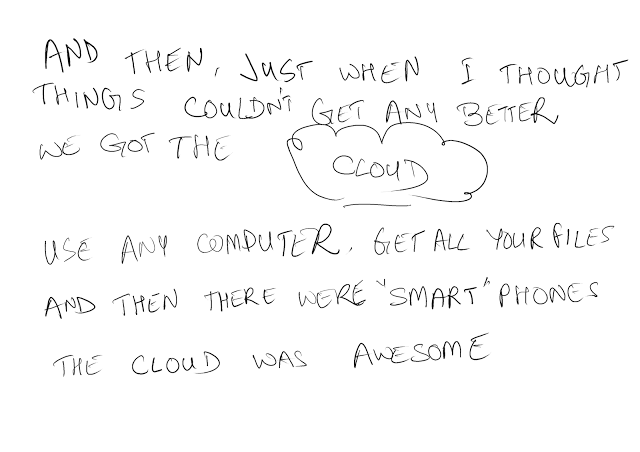 AND THEN, JUST WHEN I THOUGHT
THINGS COULDN'T GET ANY BETTER
WE GOT THE CLOUD
USE ANY COMPUTER. GET ALL YOUR FILES
AND THEN THERE WERE "SMART" PHONES
THE CLOUD WAS AWESOME